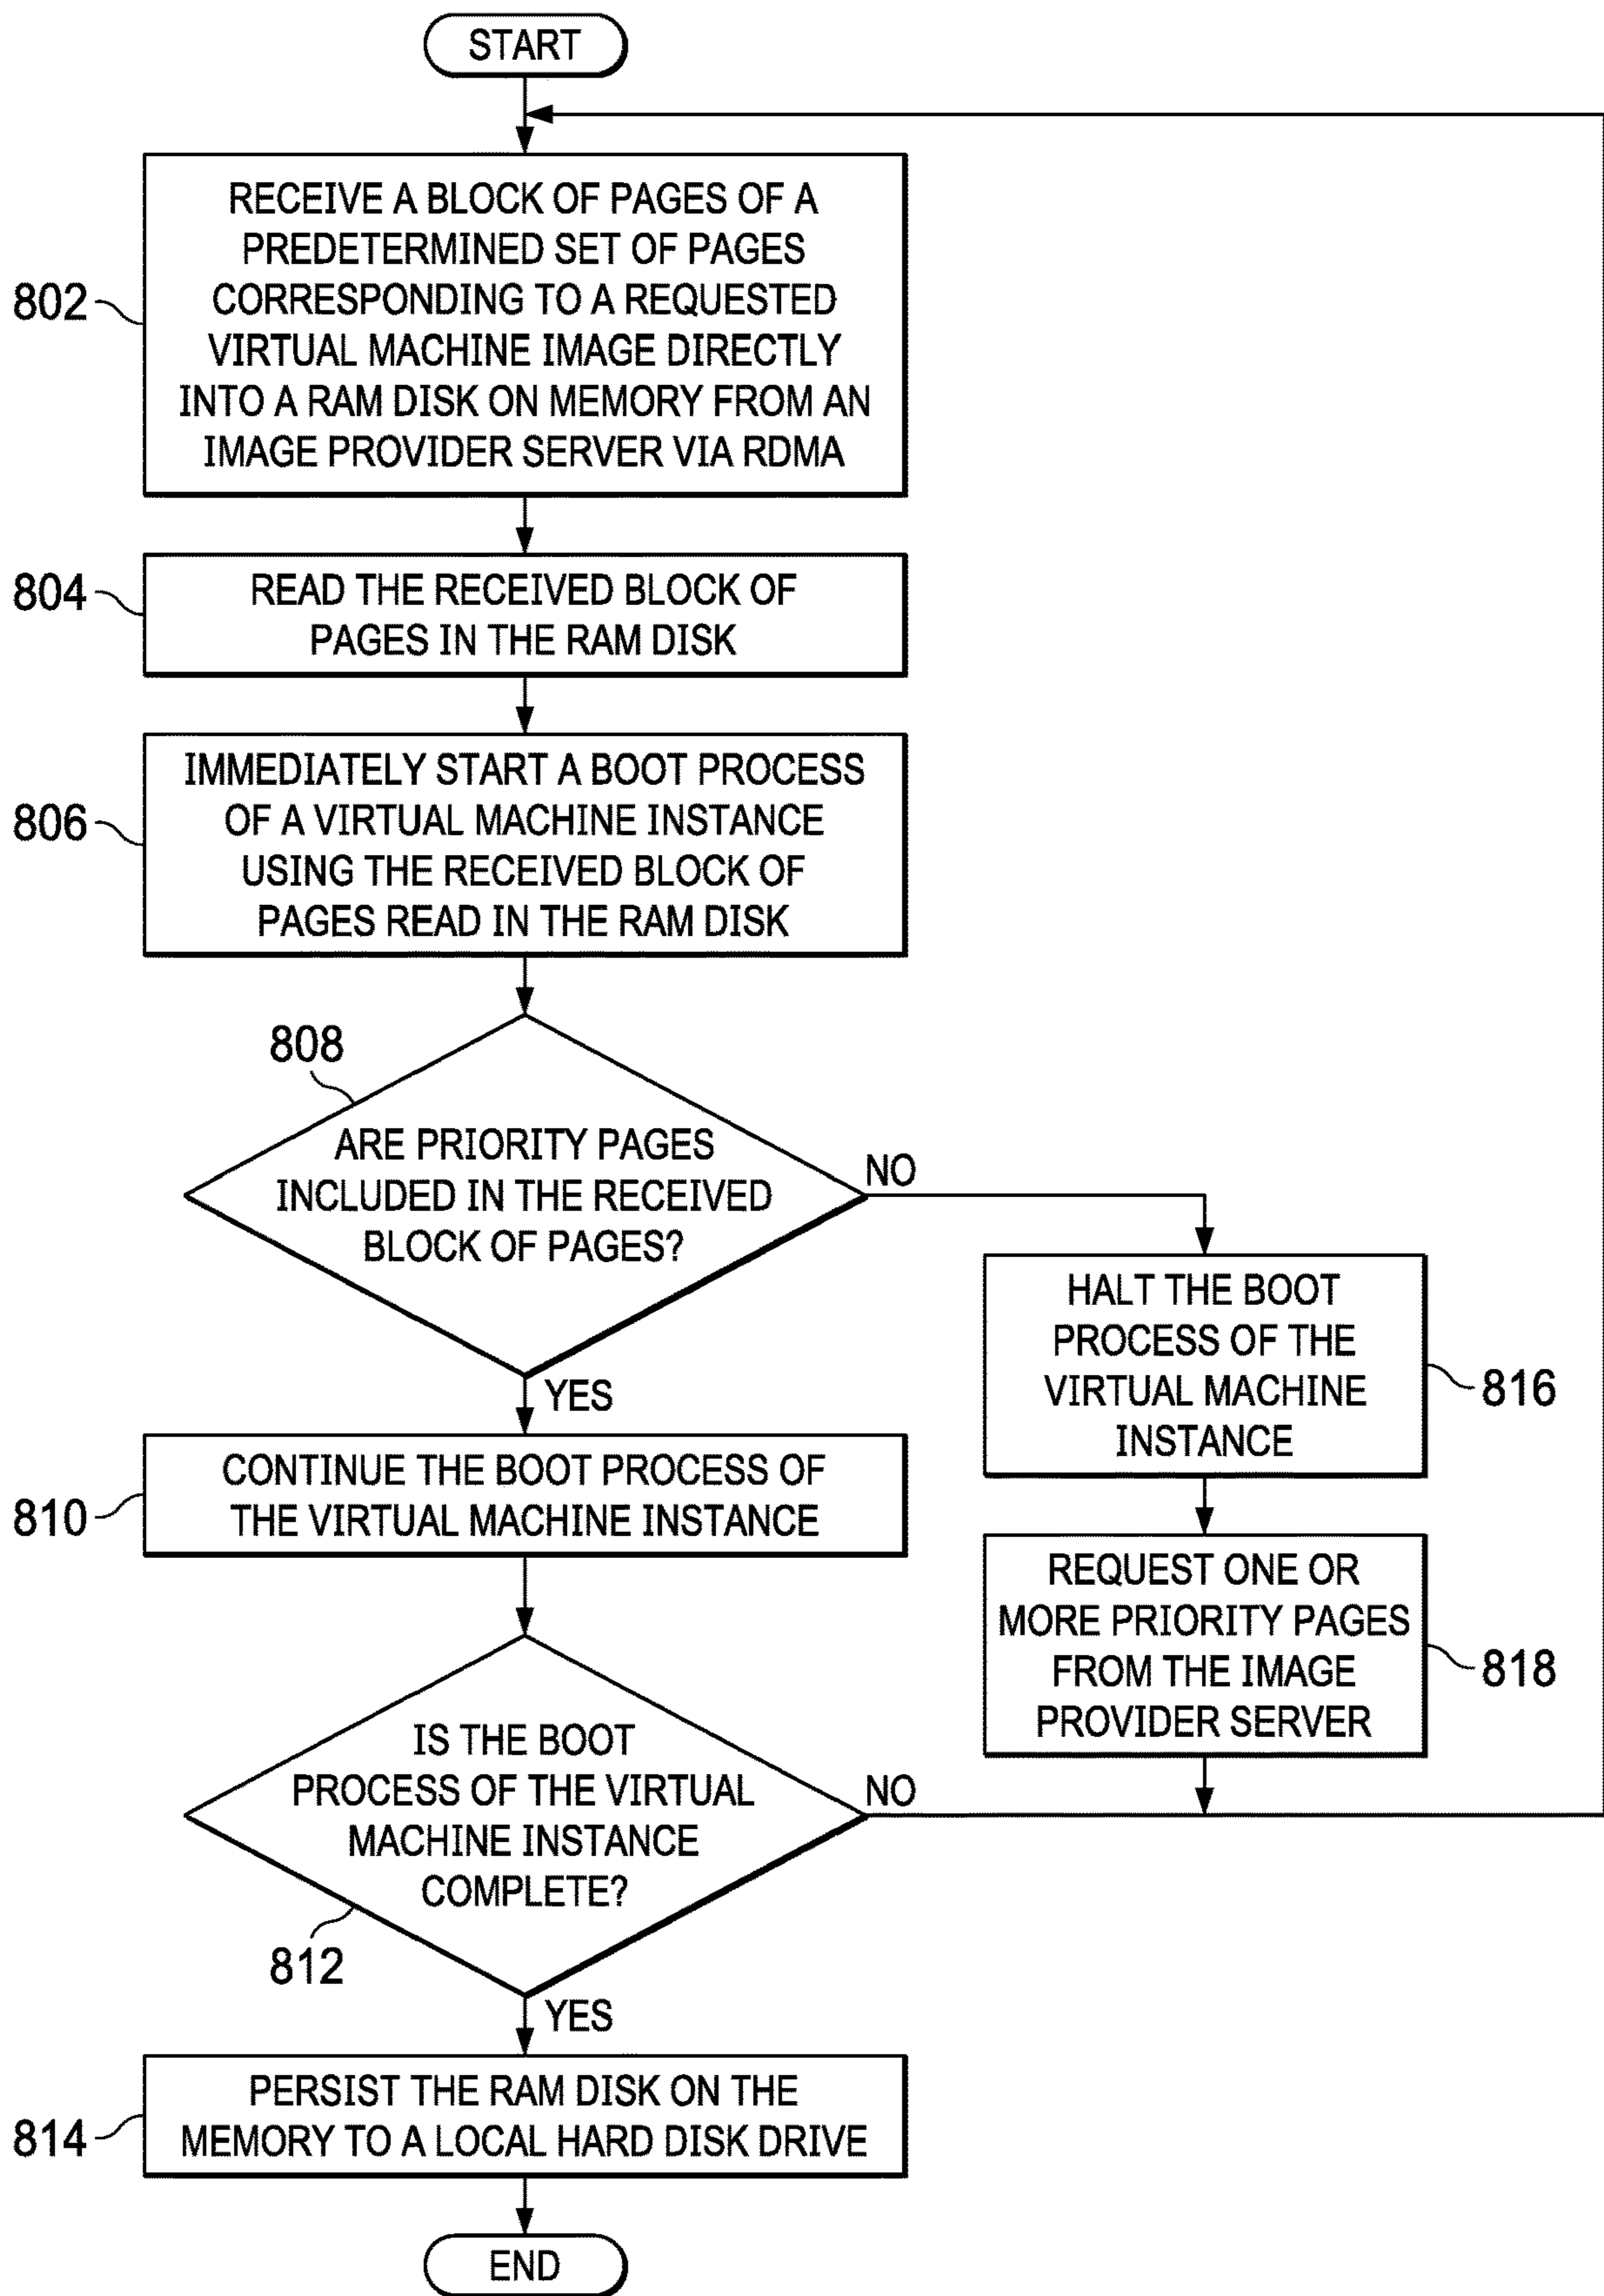 START
802
RECEIVE A BLOCK OF PAGES OF A
PREDETERMINED SET OF PAGES
CORRESPONDING TO A REQUESTED
VIRTUAL MACHINE IMAGE DIRECTLY
INTO A RAM DISK ON MEMORY FROM AN
IMAGE PROVIDER SERVER VIA RDMA
804
READ THE RECEIVED BLOCK OF
PAGES IN THE RAM DISK
806
IMMEDIATELY START A BOOT PROCESS
OF A VIRTUAL MACHINE INSTANCE
USING THE RECEIVED BLOCK OF
PAGES READ IN THE RAM DISK
808
ARE PRIORITY PAGES
INCLUDED IN THE RECEIVED
BLOCK OF PAGES?
NO
YES
HALT THE BOOT
PROCESS OF THE
VIRTUAL MACHINE
INSTANCE
816
810
CONTINUE THE BOOT PROCESS OF
THE VIRTUAL MACHINE INSTANCE
REQUEST ONE OR
MORE PRIORITY PAGES
FROM THE IMAGE
PROVIDER SERVER
818
IS THE BOOT
PROCESS OF THE VIRTUAL
MACHINE INSTANCE
COMPLETE?
NO
812
YES
814
PERSIST THE RAM DISK ON THE
MEMORY TO A LOCAL HARD DISK DRIVE
END